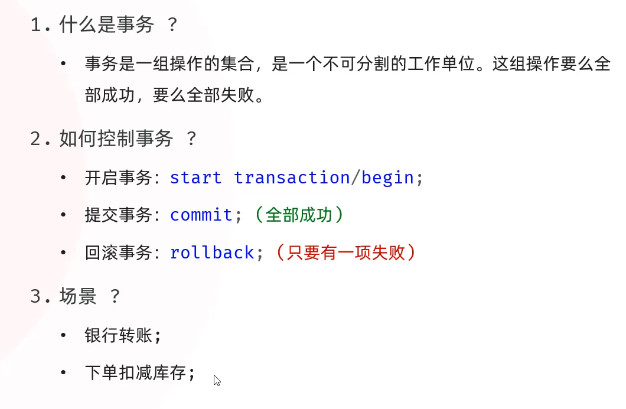 1. 什么是事务 ？
• 事务是一组操作的集合，是一个不可分割的工作单位。这组操作要么全
部成功，要么全部失败。
2. 如何控制事务 ？
• 开启事务：start transaction/begin;
• 提交事务：commit;（全部成功）
• 回滚事务：rollback;（只要有一项失败）
3. 场景 ？
• 银行转账；
• 下单扣减库存；